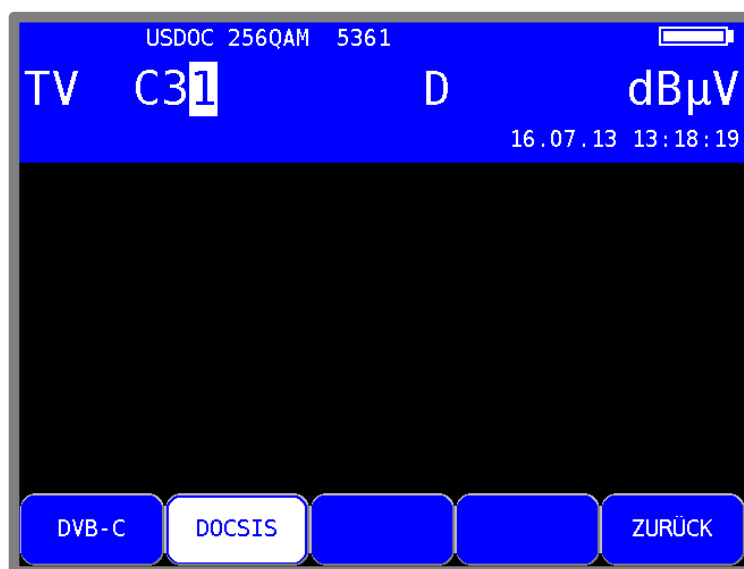 USDOC 256QAM 5361
TV C31 D dBµV
16.07.13 13:18:19
DVB-C DOCSIS ZURÜCK